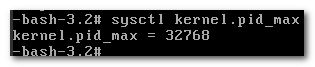 -bash-3.2# sysctl kernel.pid_max
kernel.pid_max = 32768
-bash-3.2#